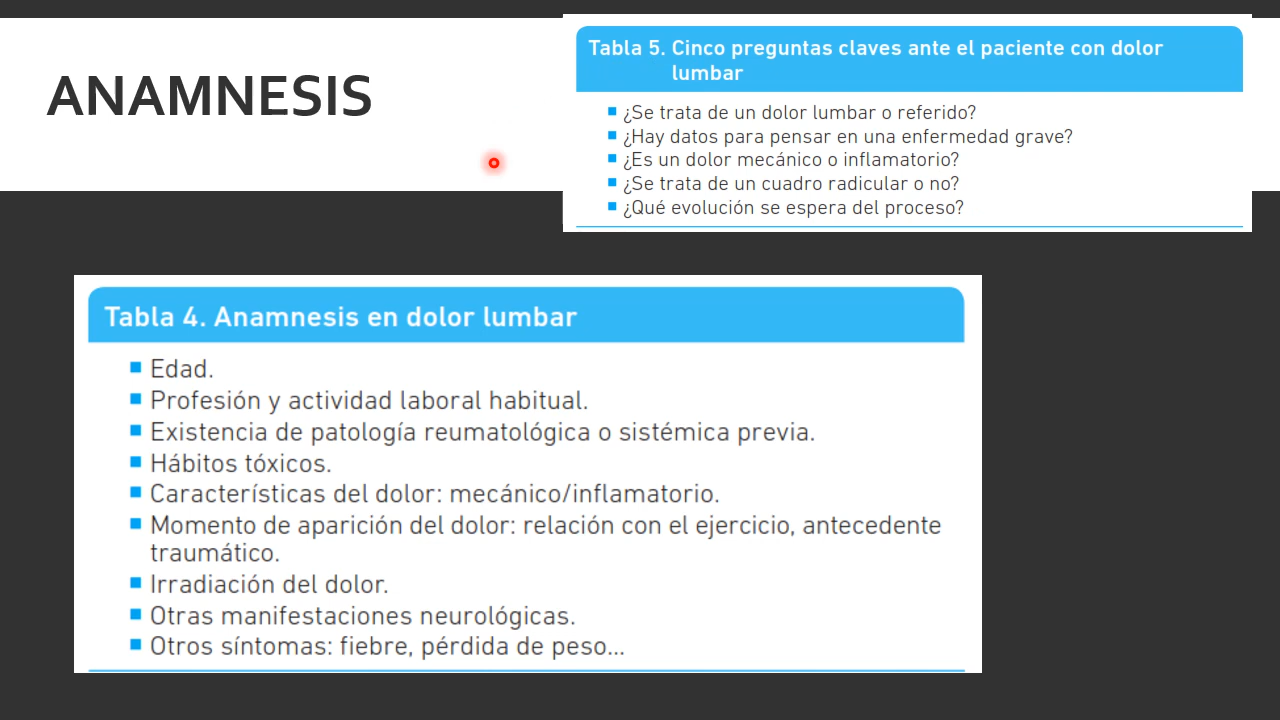 ANAMNESIS
Tabla 5. Cinco preguntas claves ante el paciente con dolor
lumbar
¿Se trata de un dolor lumbar o referido?
¿Hay datos para pensar en una enfermedad grave?
¿Es un dolor mecánico o inflamatorio?
¿Se trata de un cuadro radicular o no?
¿Qué evolución se espera del proceso?
Tabla 4. Anamnesis en dolor lumbar
Edad.
Profesión y actividad laboral habitual.
Existencia de patología reumatológica o sistémica previa.
Hábitos tóxicos.
Características del dolor: mecánico/inflamatorio.
Momento de aparición del dolor: relación con el ejercicio, antecedente
traumático.
Irradiación del dolor.
Otras manifestaciones neurológicas.
Otros síntomas: fiebre, pérdida de peso...